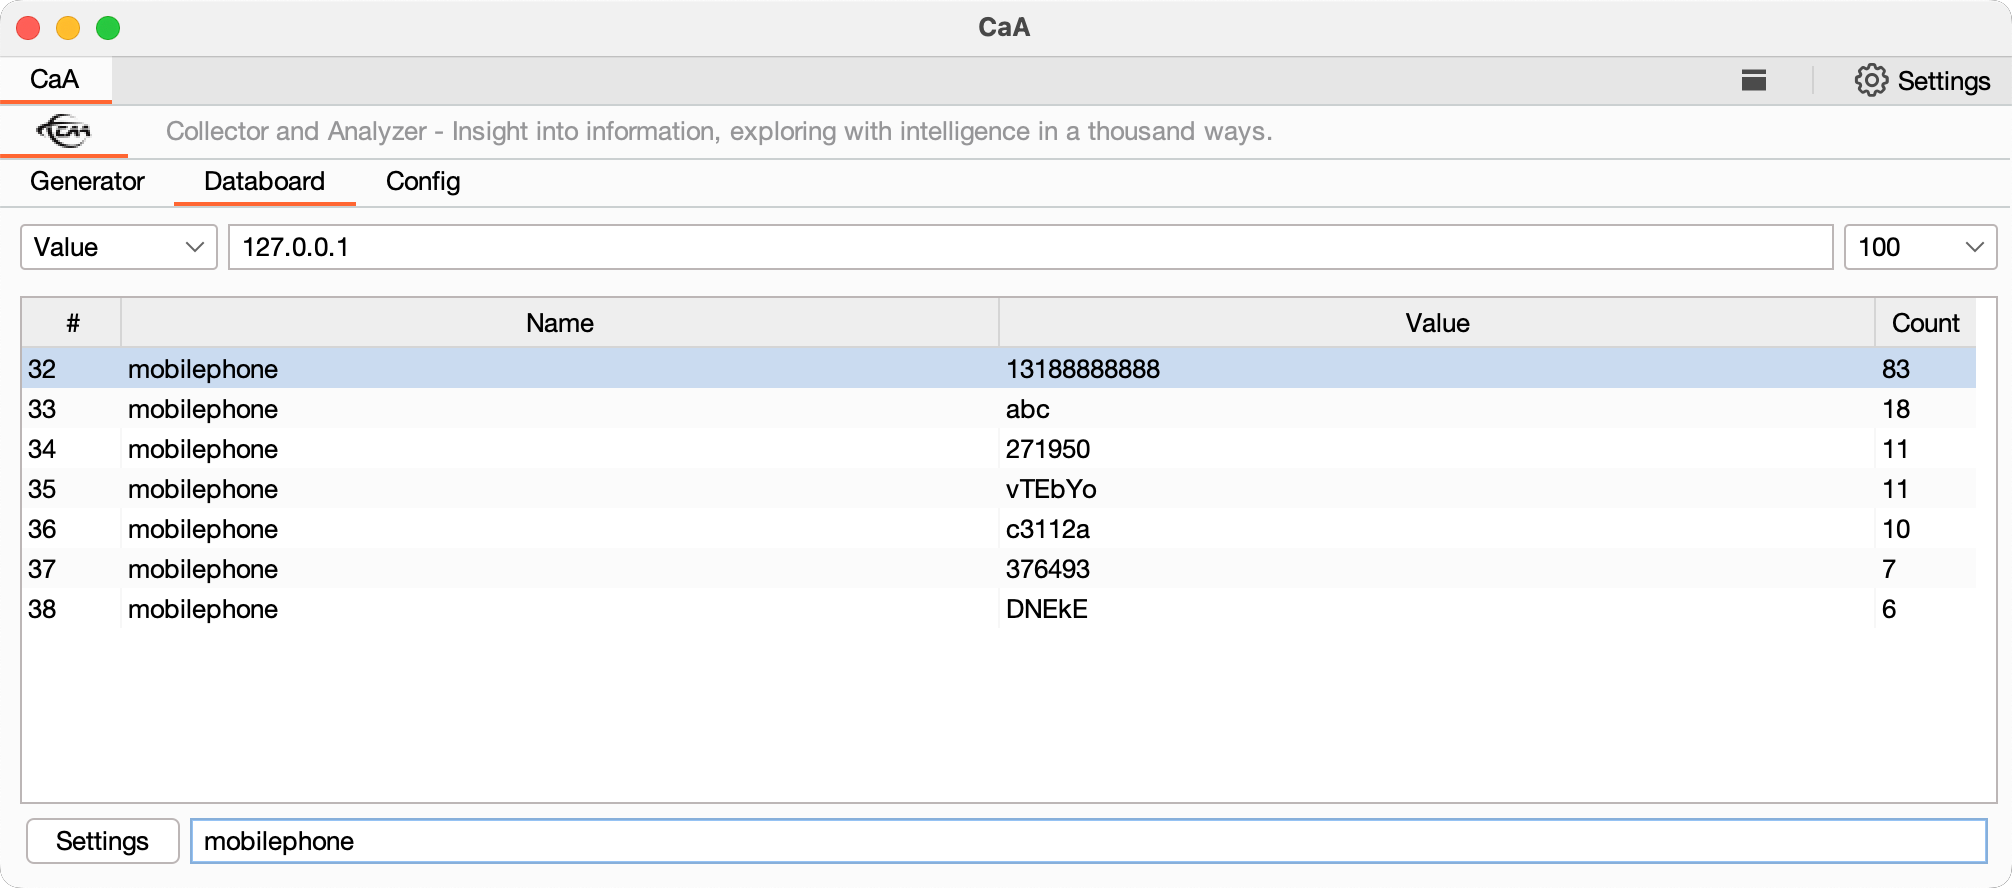 CaA
CaA
Settings
CAA Collector and Analyzer - Insight into information, exploring with intelligence in a thousand ways.
Generator Databoard Config
Value 127.0.0.1 100
# Name Value Count
32 mobilephone 13188888888 83
33 mobilephone abc 18
34 mobilephone 271950 11
35 mobilephone vTEbYo 11
36 mobilephone c3112a 10
37 mobilephone 376493 7
38 mobilephone DNEkE 6
Settings mobilephone